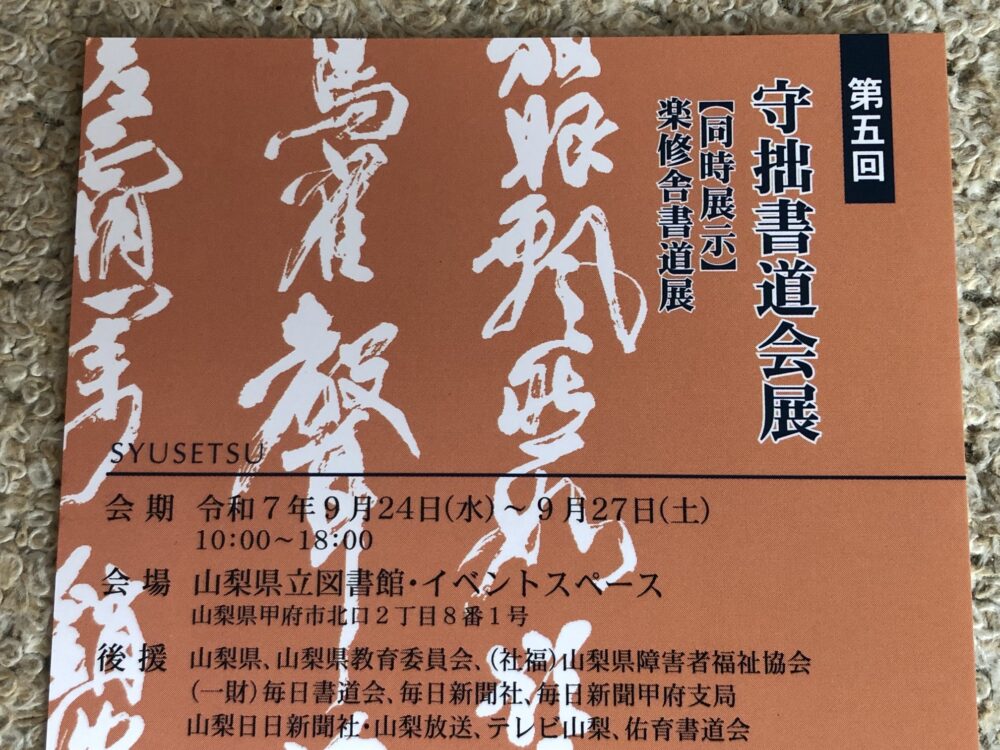 第五回
守拙書道会展
【同時展示】
楽修舎書道展
SYUSETSU
会期 令和7年9月24日(水)～9月27日(土)
10:00～18:00
会場 山梨県立図書館・イベントスペース
山梨県甲府市北口2丁目8番1号
後援 山梨県、山梨県教育委員会、(社福)山梨県障害者福祉協会
(一財)毎日書道会、毎日新聞社、毎日新聞甲府支局
山梨日日新聞社・山梨放送、テレビ山梨、佑育書道会